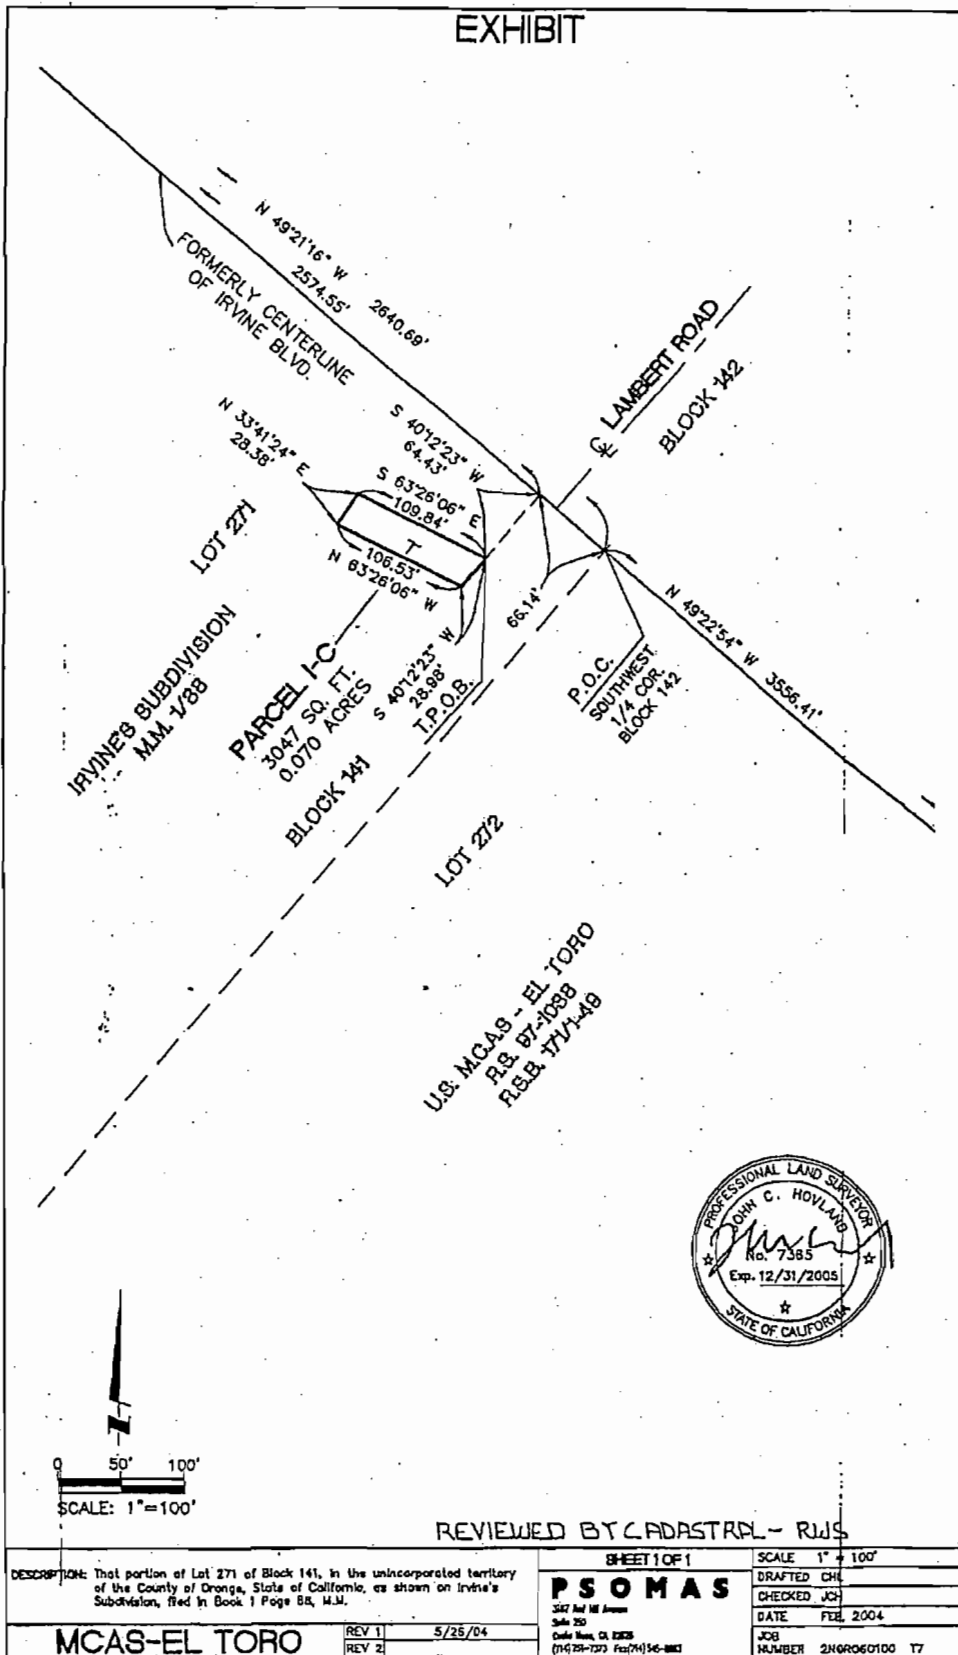 EXHIBIT
N 49°21'16" W
2574.55'
2640.69'
FORMERLY CENTERLINE
OF IRVINE BLVD.
LAMBERT ROAD
BLOCK 142
N 33°41'24" E
28.38'
S 40°12'23" W
64.43'
S 63°26'06" E
109.84'
LOT 271
106.53'
N 63°26'06" W
66.14'
N 49°22'54" W 3556.41'
IRVINE'S SUBDIVISION
M.M. 1/88
PARCEL 1-C
3047 SQ. FT.
0.070 ACRES
S 40°12'23" W
28.98'
T.P.O.B.
P.O.C.
SOUTHWEST
1/4 COR.
BLOCK 142
BLOCK 141
LOT 272
U.S. M.C.A.S - EL TORO
R.S. 97-1038
R.S.B. 171/1-49
PROFESSIONAL LAND SURVEYOR
JOHN C. HOVLAND
No. 7365
Exp. 12/31/2005
STATE OF CALIFORNIA
0 50' 100'
SCALE: 1"=100'
REVIEWED BY CADASTRAL - RWS
DESCRIPTION: That portion of Lot 271 of Block 141, in the unincorporated territory
of the County of Orange, State of California, as shown on Irvine's
Subdivision, filed in Book 1 Page 88, M.M.
MCAS-EL TORO
REV 1 5/26/04
REV 2
SHEET 1 OF 1
PSOMAS
SCALE 1" = 100'
DRAFTED CHL
CHECKED JCH
DATE FEB. 2004
JOB
NUMBER 2N0R060100 T7